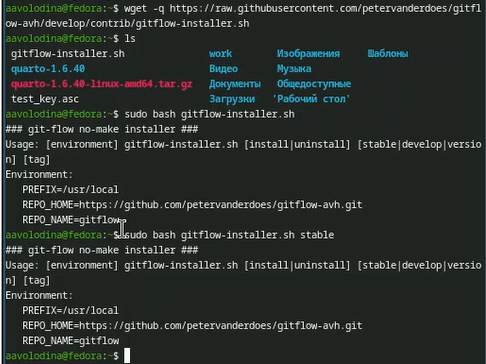 aavolodina@fedora:~$ wget -q https://raw.githubusercontent.com/petervanderdoes/gitfl
ow-avh/develop/contrib/gitflow-installer.sh
aavolodina@fedora:~$ ls
gitflow-installer.sh work Изображения Шаблоны
quarto-1.6.40 Видео Музыка
quarto-1.6.40-linux-amd64.tar.gz Документы Общедоступные
test_key.asc Загрузки 'Рабочий стол'
aavolodina@fedora:~$ sudo bash gitflow-installer.sh
### git-flow no-make installer ###
Usage: [environment] gitflow-installer.sh [install|uninstall] [stable|develop|versio
n] [tag]
Environment:
PREFIX=/usr/local
REPO_HOME=https://github.com/petervanderdoes/gitflow-avh.git
REPO_NAME=gitflow
aavolodina@fedora:~$ sudo bash gitflow-installer.sh stable
### git-flow no-make installer ###
Usage: [environment] gitflow-installer.sh [install|uninstall] [stable|develop|versio
n] [tag]
Environment:
PREFIX=/usr/local
REPO_HOME=https://github.com/petervanderdoes/gitflow-avh.git
REPO_NAME=gitflow
aavolodina@fedora:~$